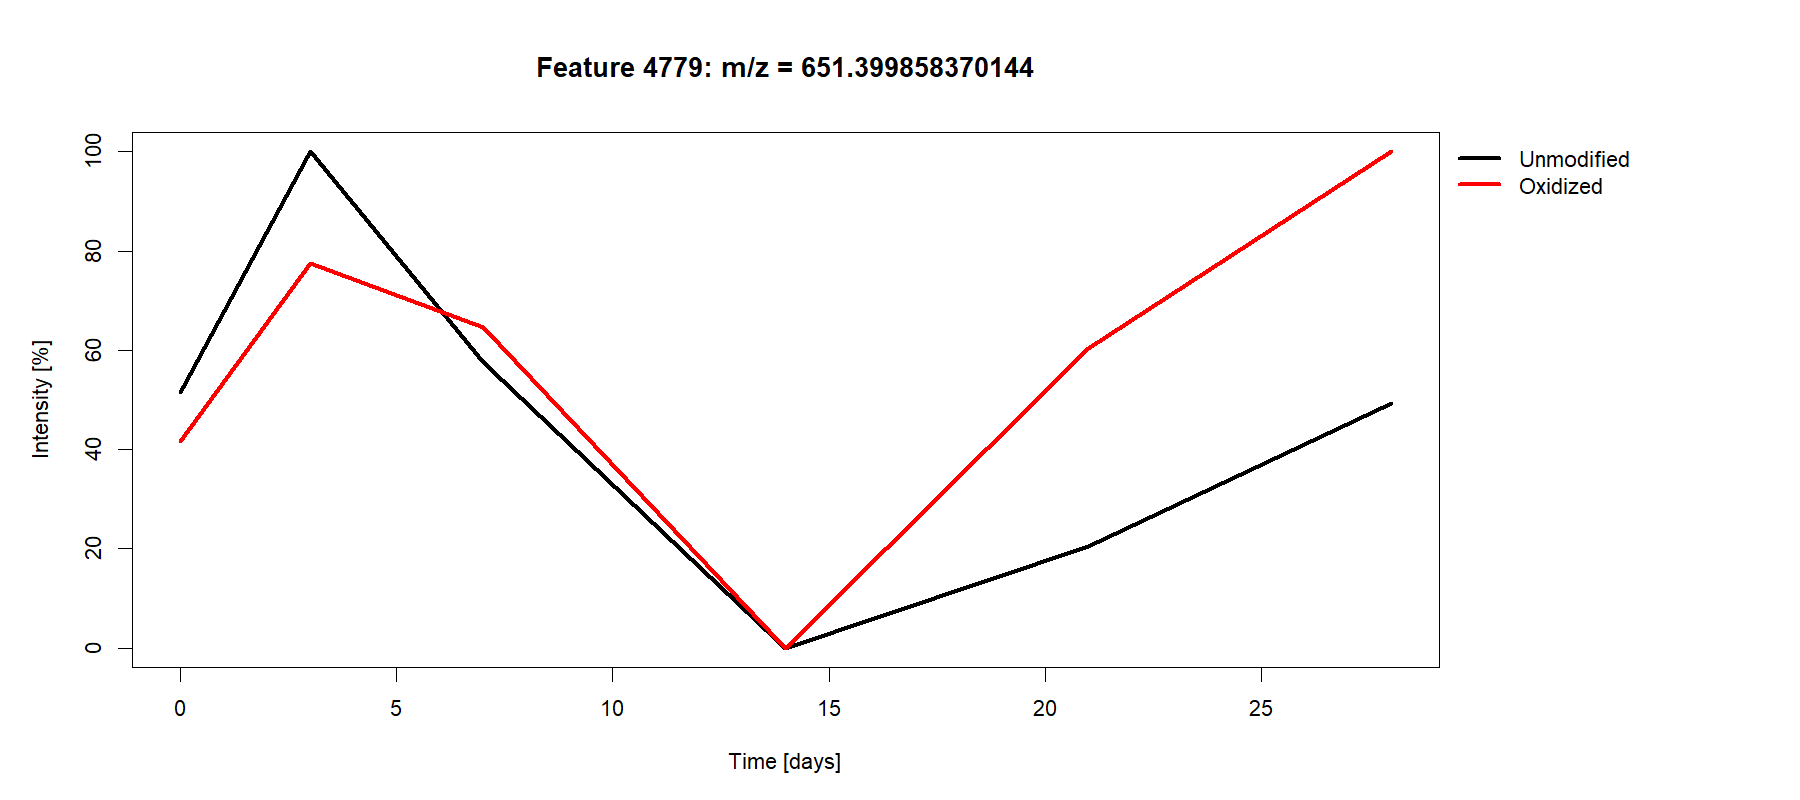 Feature 4779: m/z = 651.399858370144
Unmodified
Oxidized
Intensity [%]
100
80
60
40
20
0
0 5 10 15 20 25
Time [days]